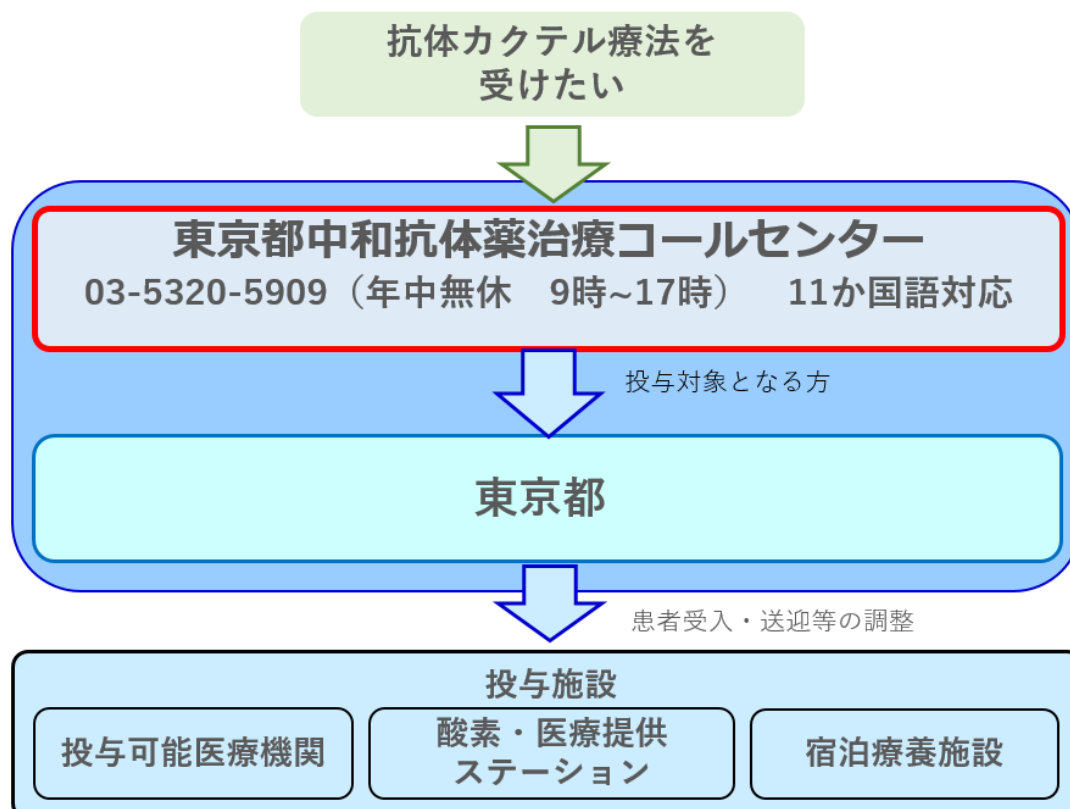 抗体カクテル療法を
受けたい
東京都中和抗体薬治療コールセンター
03-5320-5909（年中無休　9時~17時）　11か国語対応
投与対象となる方
東京都
患者受入・送迎等の調整
投与施設
投与可能医療機関
酸素・医療提供
ステーション
宿泊療養施設